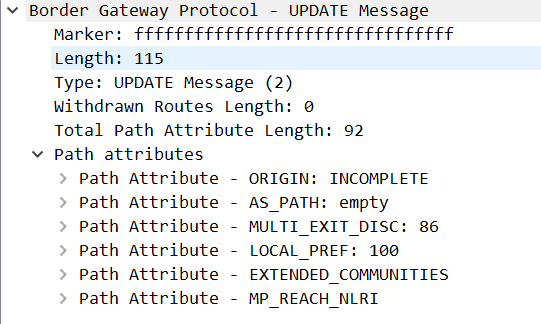 Border Gateway Protocol - UPDATE Message
Marker: ffffffffffffffffffffffffffffffff
Length: 115
Type: UPDATE Message (2)
Withdrawn Routes Length: 0
Total Path Attribute Length: 92
Path attributes
Path Attribute - ORIGIN: INCOMPLETE
Path Attribute - AS_PATH: empty
Path Attribute - MULTI_EXIT_DISC: 86
Path Attribute - LOCAL_PREF: 100
Path Attribute - EXTENDED_COMMUNITIES
Path Attribute - MP_REACH_NLRI